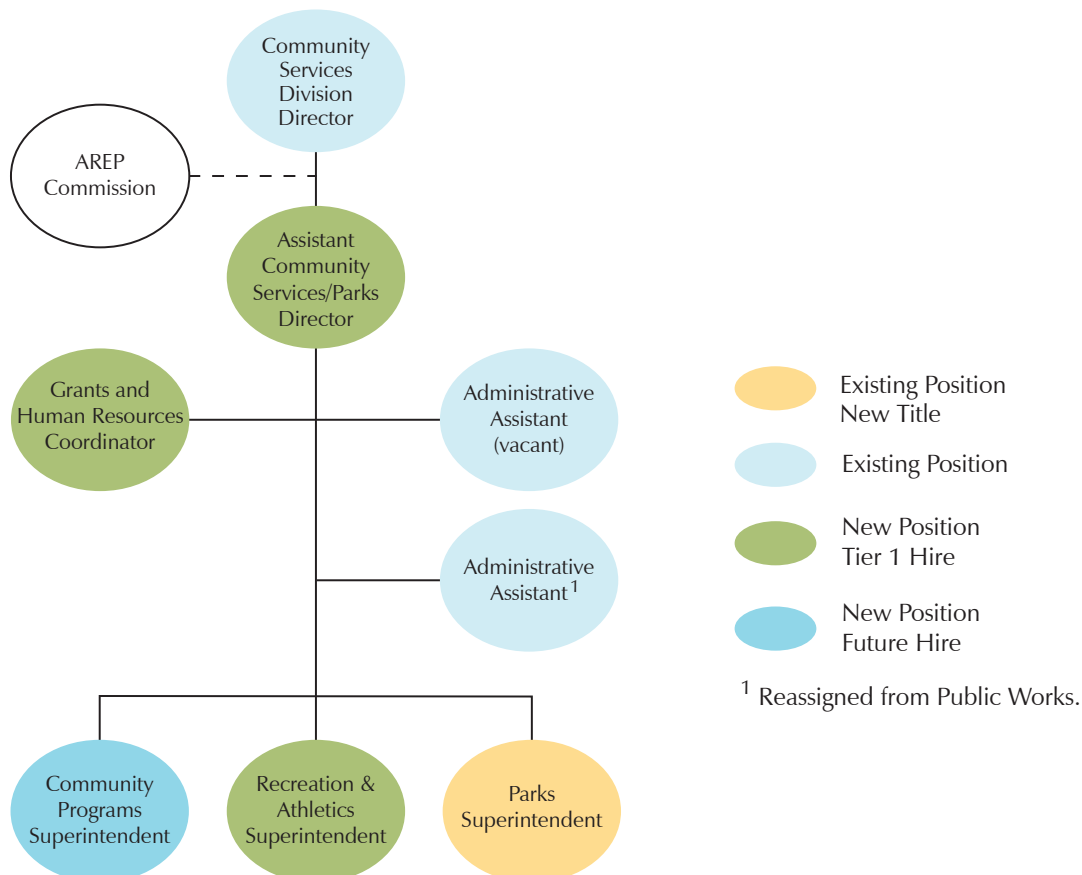 Community
Services
Division
Director
AREP
Commission
Assistant
Community
Services/Parks
Director
Grants and
Human Resources
Coordinator
Administrative
Assistant
(vacant)
Administrative
Assistant¹
Community
Programs
Superintendent
Recreation &
Athletics
Superintendent
Parks
Superintendent
Existing Position
New Title
Existing Position
New Position
Tier 1 Hire
New Position
Future Hire
¹ Reassigned from Public Works.